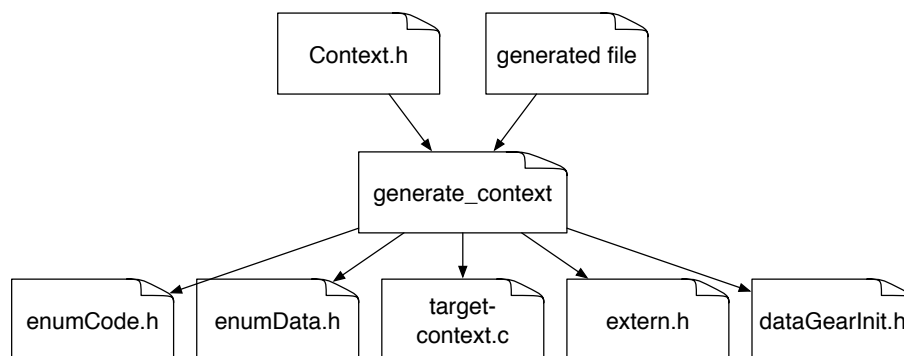 Context.h
generated file
generate_context
enumCode.h
enumData.h
target-
context.c
extern.h
dataGearInit.h